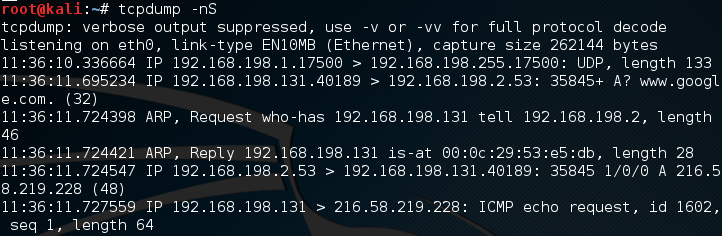 root@kali:~# tcpdump -nS
tcpdump: verbose output suppressed, use -v or -vv for full protocol decode
listening on eth0, link-type EN10MB (Ethernet), capture size 262144 bytes
11:36:10.336664 IP 192.168.198.1.17500 > 192.168.198.255.17500: UDP, length 133
11:36:11.695234 IP 192.168.198.131.40189 > 192.168.198.2.53: 35845+ A? www.googl
e.com. (32)
11:36:11.724398 ARP, Request who-has 192.168.198.131 tell 192.168.198.2, length
46
11:36:11.724421 ARP, Reply 192.168.198.131 is-at 00:0c:29:53:e5:db, length 28
11:36:11.724547 IP 192.168.198.2.53 > 192.168.198.131.40189: 35845 1/0/0 A 216.5
8.219.228 (48)
11:36:11.727559 IP 192.168.198.131 > 216.58.219.228: ICMP echo request, id 1602,
 seq 1, length 64